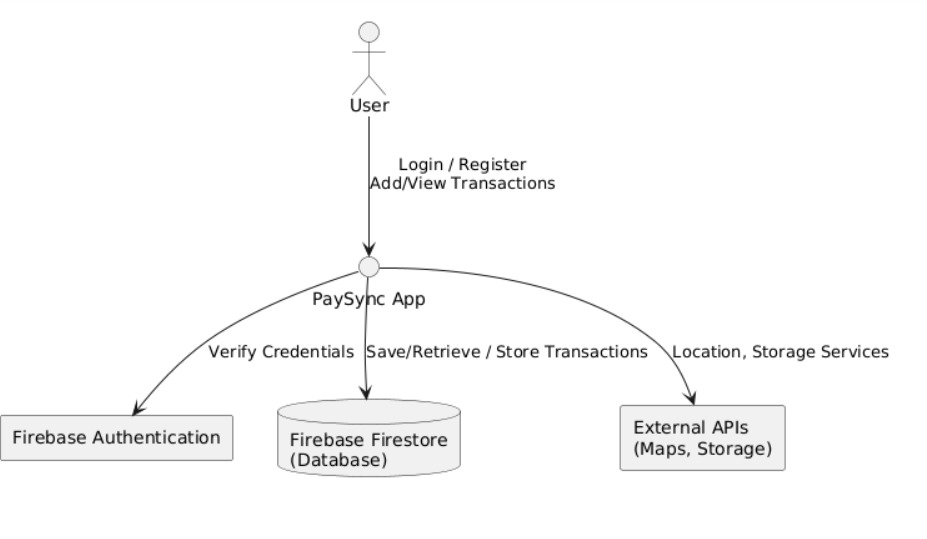 User
Login / Register
Add/View Transactions
PaySync App
Verify Credentials
Save/Retrieve / Store Transactions
Location, Storage Services
Firebase Authentication
Firebase Firestore
(Database)
External APIs
(Maps, Storage)